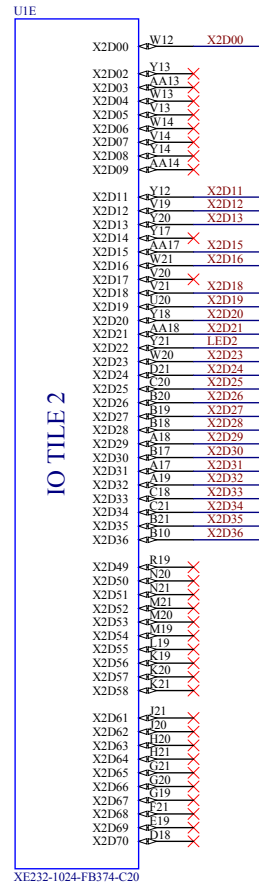 U1E
X2D00 W12 X2D00
X2D02 Y13
X2D03 AA13
X2D04 W13
X2D05 V13
X2D06 W14
X2D07 V14
X2D08 Y14
X2D09 AA14
X2D11 Y12 X2D11
X2D12 V19 X2D12
X2D13 Y20 X2D13
X2D14 Y17
X2D15 AA17 X2D15
X2D16 W21 X2D16
X2D17 V20
X2D18 V21 X2D18
X2D19 U20 X2D19
X2D20 Y18 X2D20
X2D21 AA18 X2D21
X2D22 Y21 LED2
X2D23 W20 X2D23
X2D24 D21 X2D24
X2D25 C20 X2D25
X2D26 B20 X2D26
X2D27 B19 X2D27
X2D28 B18 X2D28
X2D29 A18 X2D29
X2D30 B17 X2D30
X2D31 A17 X2D31
X2D32 A19 X2D32
X2D33 C18 X2D33
X2D34 C21 X2D34
X2D35 B21 X2D35
X2D36 B10 X2D36
IO TILE 2
X2D49 R19
X2D50 N20
X2D51 N21
X2D52 M21
X2D53 M20
X2D54 M19
X2D55 L19
X2D56 K19
X2D57 K20
X2D58 K21
X2D61 J21
X2D62 J20
X2D63 H20
X2D64 H21
X2D65 G21
X2D66 G20
X2D67 G19
X2D68 F21
X2D69 E19
X2D70 D18
XE232-1024-FB374-C20